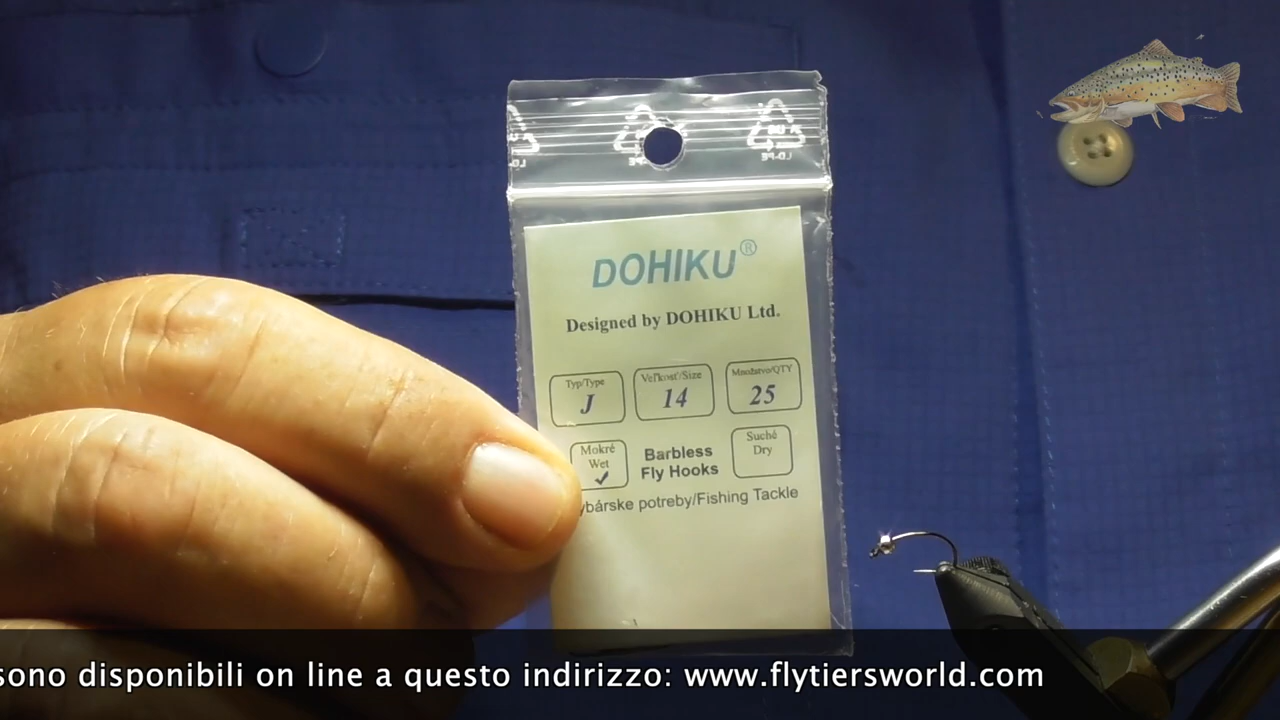 DOHIKU®
Designed by DOHIKU Ltd.
Typ/Type
J
Veľkosť/Size
14
Množstvo/QTY
25
Mokré
Wet
✓
Barbless
Fly Hooks
Suché
Dry
ybárske potreby/Fishing Tackle
sono disponibili on line a questo indirizzo: www.flytiersworld.com